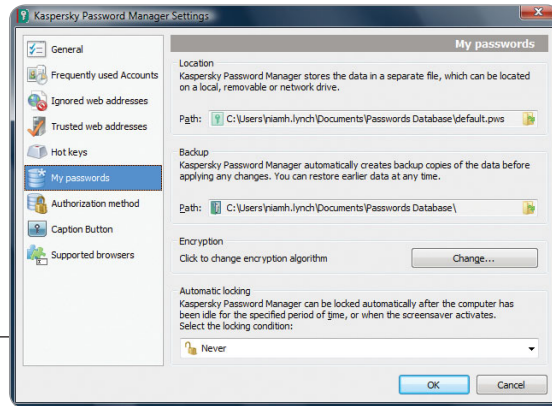 Kaspersky Password Manager Settings
General
Frequently used Accounts
Ignored web addresses
Trusted web addresses
Hot keys
My passwords
Authorization method
Caption Button
Supported browsers
My passwords
Location
Kaspersky Password Manager stores the data in a separate file, which can be located
on a local, removable or network drive.
Path: C:\Users\niamh.lynch\Documents\Passwords Database\default.pws
Backup
Kaspersky Password Manager automatically creates backup copies of the data before
applying any changes. You can restore earlier data at any time.
Path: C:\Users\niamh.lynch\Documents\Passwords Database\
Encryption
Click to change encryption algorithm
Change...
Automatic locking
Kaspersky Password Manager can be locked automatically after the computer has
been idle for the specified period of time, or when the screensaver activates.
Select the locking condition:
Never
OK
Cancel